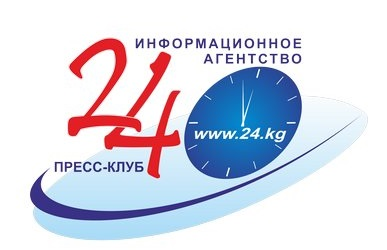 ИНФОРМАЦИОННОЕ
АГЕНТСТВО
24
www.24.kg
ПРЕСС-КЛУБ